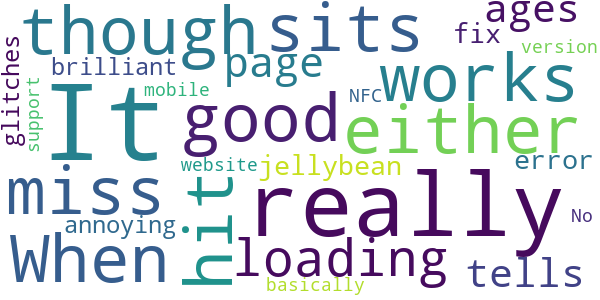 though sits ages
fix
version
glitches
brilliant page
support
mobile
NFC
works
It good either
website
jellybean error
miss hit really No
annoying
When loading tells
basically